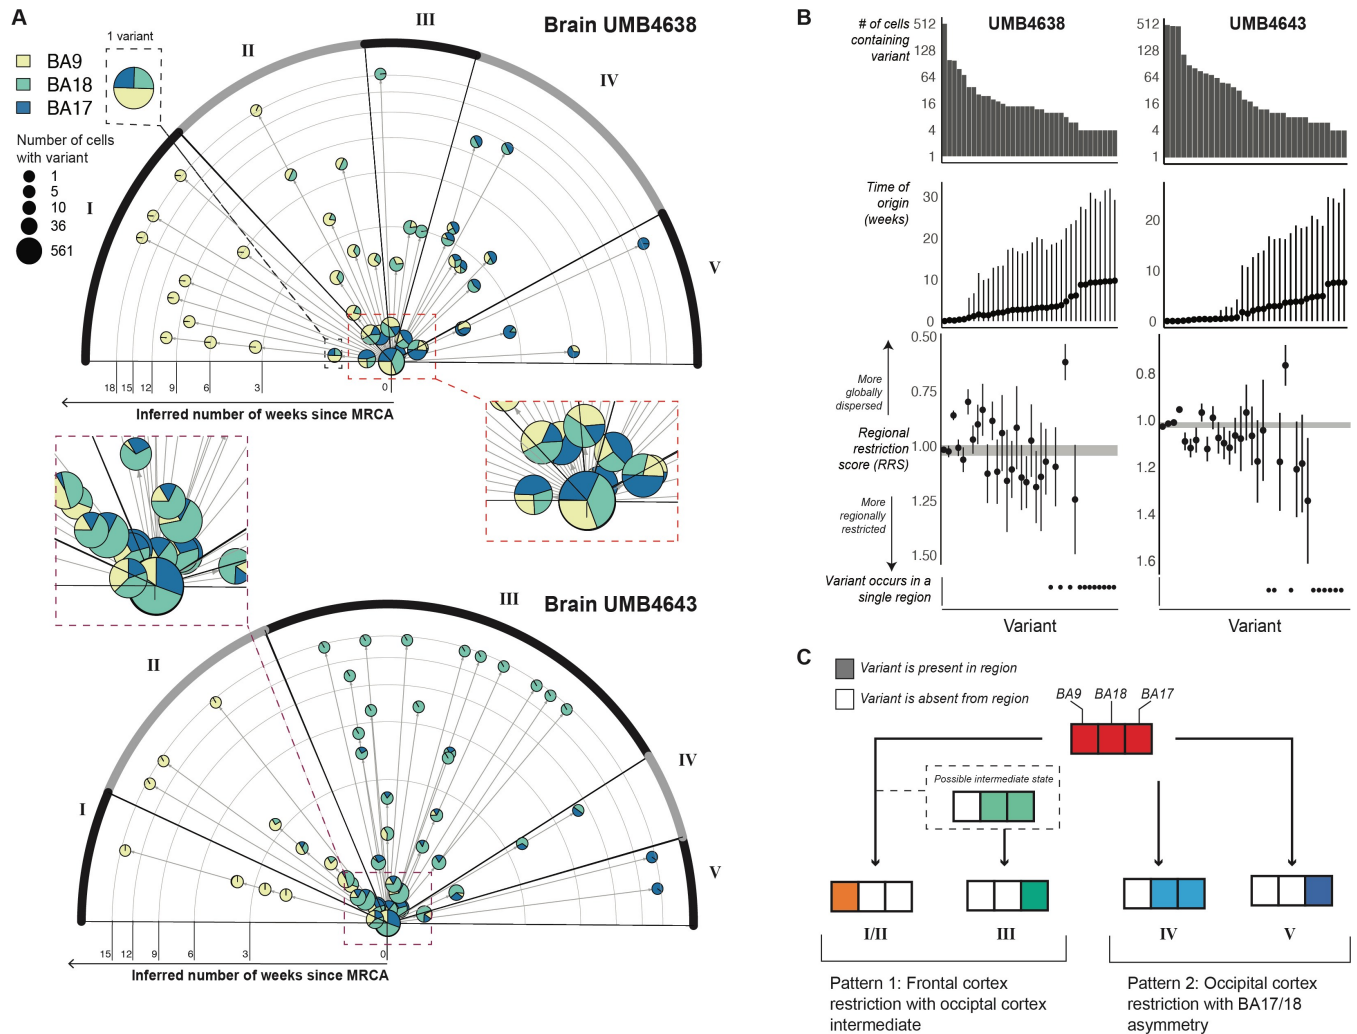 A
Brain UMB4638
1 variant
BA9
BA18
BA17
Number of cells
with variant
1
5
10
36
561
I
II
III
IV
V
18
15
12
9
6
3
0
Inferred number of weeks since MRCA
Brain UMB4643
I
II
III
IV
V
15
12
9
6
3
0
Inferred number of weeks since MRCA
B
UMB4638
UMB4643
# of cells
containing
variant
512
128
64
16
4
1
512
128
64
16
4
1
Time of
origin
(weeks)
30
20
10
0
20
10
0
More
globally
dispersed
Regional
restriction
score (RRS)
More
regionally
restricted
0.50
0.75
1.00
1.25
1.50
0.8
1.0
1.2
1.4
1.6
Variant occurs in a
single region
Variant
Variant
C
Variant is present in region
Variant is absent from region
BA9
BA18
BA17
Possible intermediate state
I/II
III
IV
V
Pattern 1: Frontal cortex
restriction with occiptal cortex
intermediate
Pattern 2: Occipital cortex
restriction with BA17/18
asymmetry